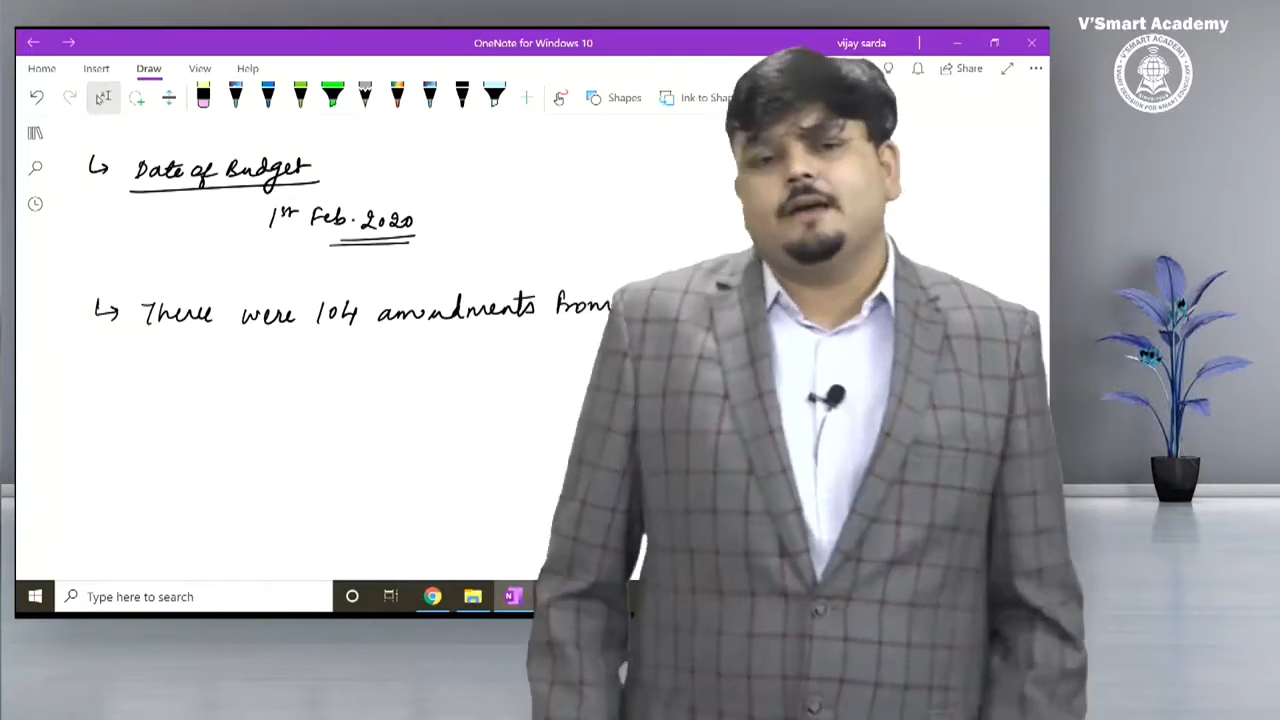 V'Smart Academy
OneNote for Windows 10
vijay sarda
Home Insert Draw View Help
Share
Shapes
Ink to Shap
↳ Date of Budget
1st Feb. 2020
↳ There were 104 amendments from
Type here to search